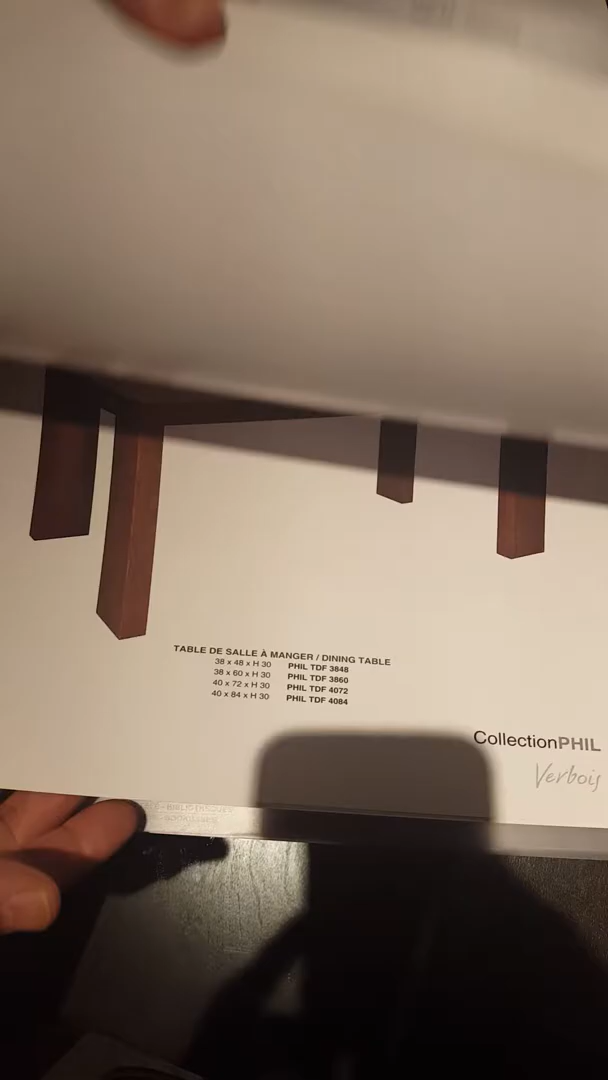 TABLE DE SALLE À MANGER / DINING TABLE
38 x 48 x H 30 PHIL TDF 3848
38 x 60 x H 30 PHIL TDF 3860
40 x 72 x H 30 PHIL TDF 4072
40 x 84 x H 30 PHIL TDF 4084
CollectionPHIL
Verbois